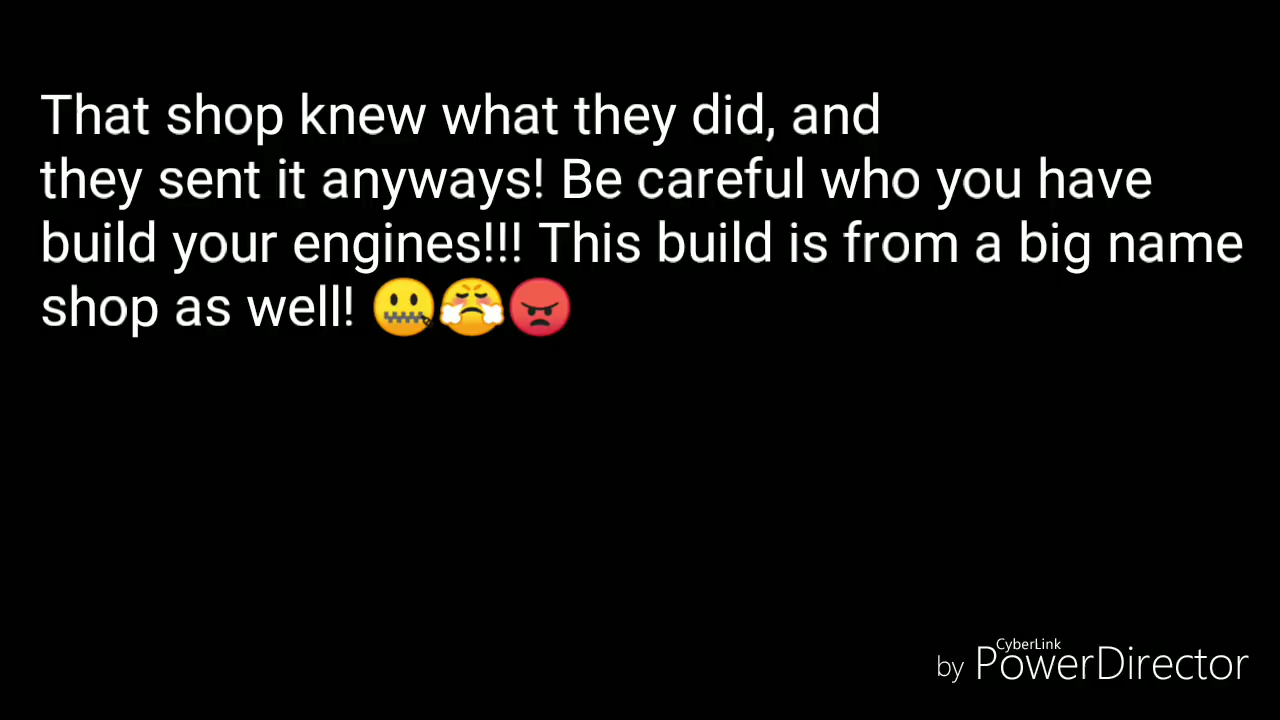 That shop knew what they did, and
they sent it anyways! Be careful who you have
build your engines!!! This build is from a big name
shop as well! 🤐😤😡
CyberLink
by PowerDirector